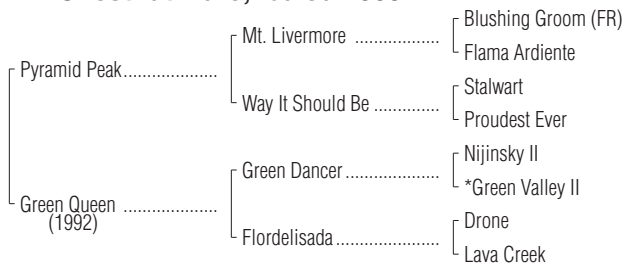 Blushing Groom (FR)
Mt. Livermore ...................
Flama Ardiente
Pyramid Peak.....................
Stalwart
Way It Should Be ...............
Proudest Ever
Nijinsky II
Green Dancer.....................
*Green Valley II
Green Queen .....................
(1992)
Drone
Flordelisada.......................
Lava Creek